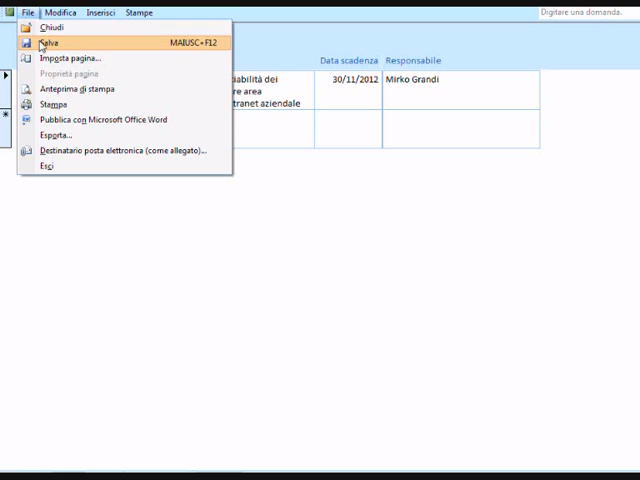 File Modifica Inserisci Stampe Digitare una domanda.
Chiudi
Salva MAIUSC+F12
Imposta pagina...
Proprietà pagina
Anteprima di stampa
Stampa
Pubblica con Microsoft Office Word
Esporta...
Destinatario posta elettronica (come allegato)...
Esci
Data scadenza Responsabile
ciabilità dei 30/11/2012 Mirko Grandi
re area
tranet aziendale